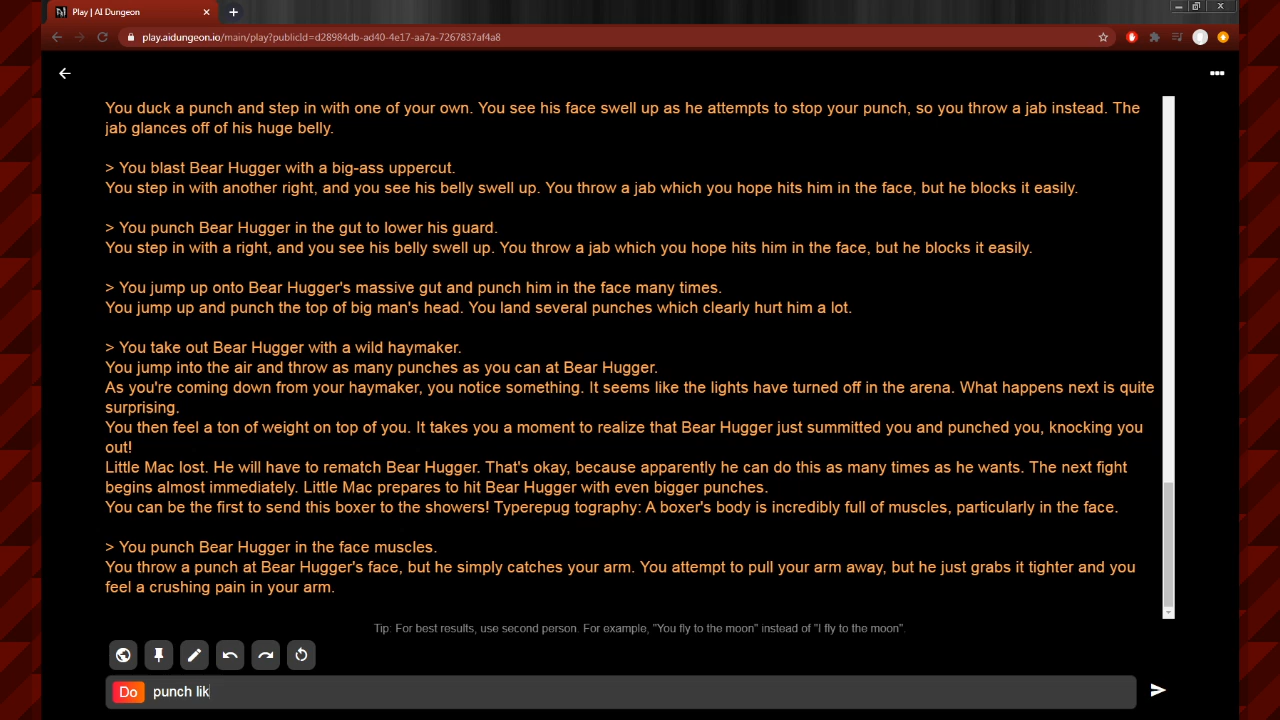 Play | AI Dungeon
play.aidungeon.io/main/play?publicId=d28984db-ad40-4e17-aa7a-7267837af4a8
You duck a punch and step in with one of your own. You see his face swell up as he attempts to stop your punch, so you throw a jab instead. The
jab glances off of his huge belly.
> You blast Bear Hugger with a big-ass uppercut.
You step in with another right, and you see his belly swell up. You throw a jab which you hope hits him in the face, but he blocks it easily.
> You punch Bear Hugger in the gut to lower his guard.
You step in with a right, and you see his belly swell up. You throw a jab which you hope hits him in the face, but he blocks it easily.
> You jump up onto Bear Hugger's massive gut and punch him in the face many times.
You jump up and punch the top of big man's head. You land several punches which clearly hurt him a lot.
> You take out Bear Hugger with a wild haymaker.
You jump into the air and throw as many punches as you can at Bear Hugger.
As you're coming down from your haymaker, you notice something. It seems like the lights have turned off in the arena. What happens next is quite
surprising.
You then feel a ton of weight on top of you. It takes you a moment to realize that Bear Hugger just summitted you and punched you, knocking you
out!
Little Mac lost. He will have to rematch Bear Hugger. That's okay, because apparently he can do this as many times as he wants. The next fight
begins almost immediately. Little Mac prepares to hit Bear Hugger with even bigger punches.
You can be the first to send this boxer to the showers! Typerepug tography: A boxer's body is incredibly full of muscles, particularly in the face.
> You punch Bear Hugger in the face muscles.
You throw a punch at Bear Hugger's face, but he simply catches your arm. You attempt to pull your arm away, but he just grabs it tighter and you
feel a crushing pain in your arm.
Tip: For best results, use second person. For example, "You fly to the moon" instead of "I fly to the moon".
Do punch lik